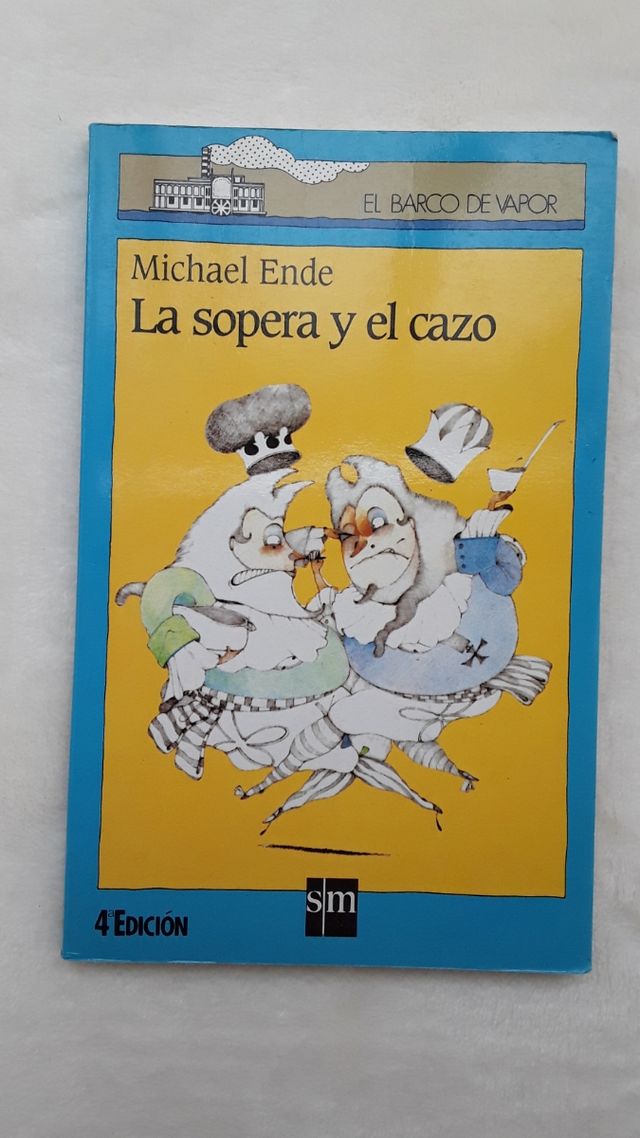 EL BARCO DE VAPOR
Michael Ende
La sopera y el cazo
4ª EDICIÓN
sm